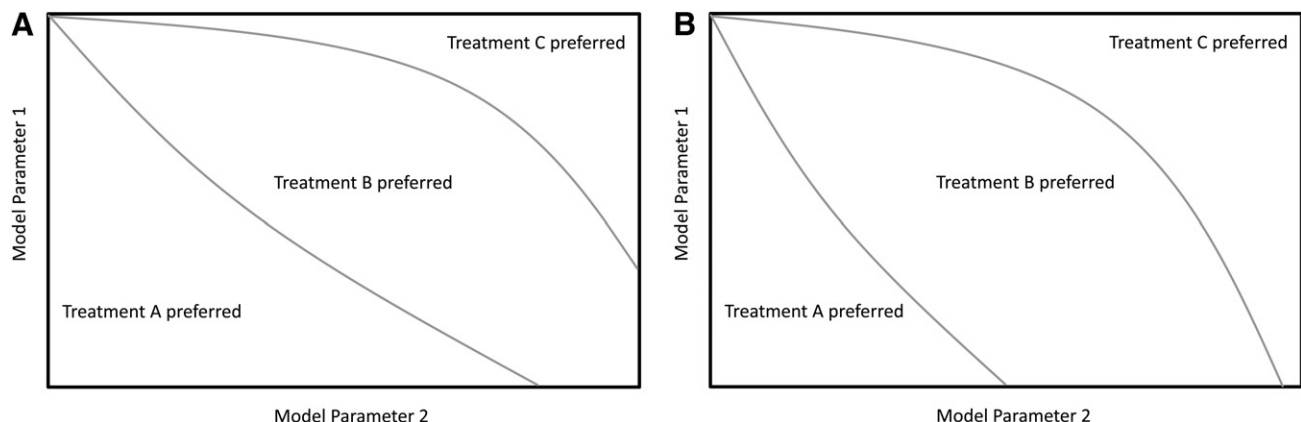 A
Treatment C preferred
Model Parameter 1
Treatment B preferred
Treatment A preferred
Model Parameter 2
B
Treatment C preferred
Model Parameter 1
Treatment B preferred
Treatment A preferred
Model Parameter 2